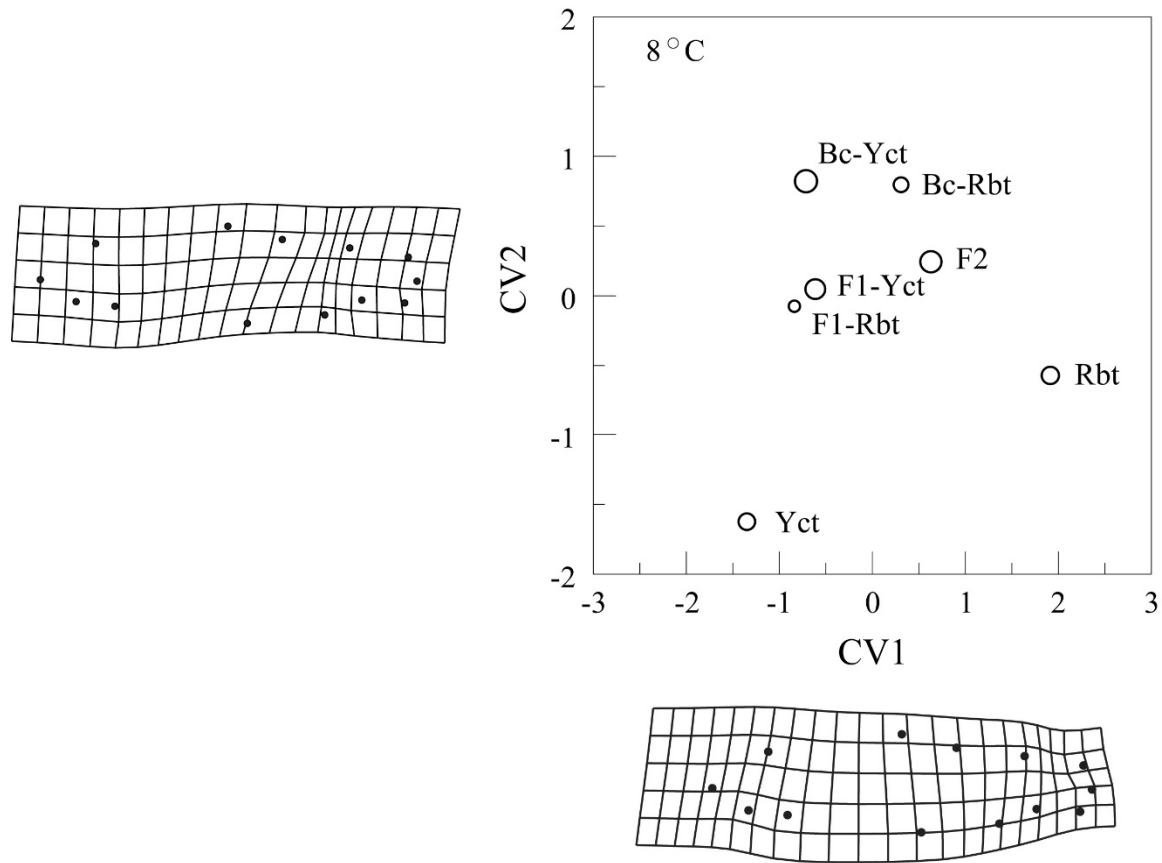 2
8°C
Bc-Yct
1
Bc-Rbt
CV2
F2
F1-Yct
0
F1-Rbt
Rbt
-1
Yct
-2
-3 -2 -1 0 1 2 3
CV1